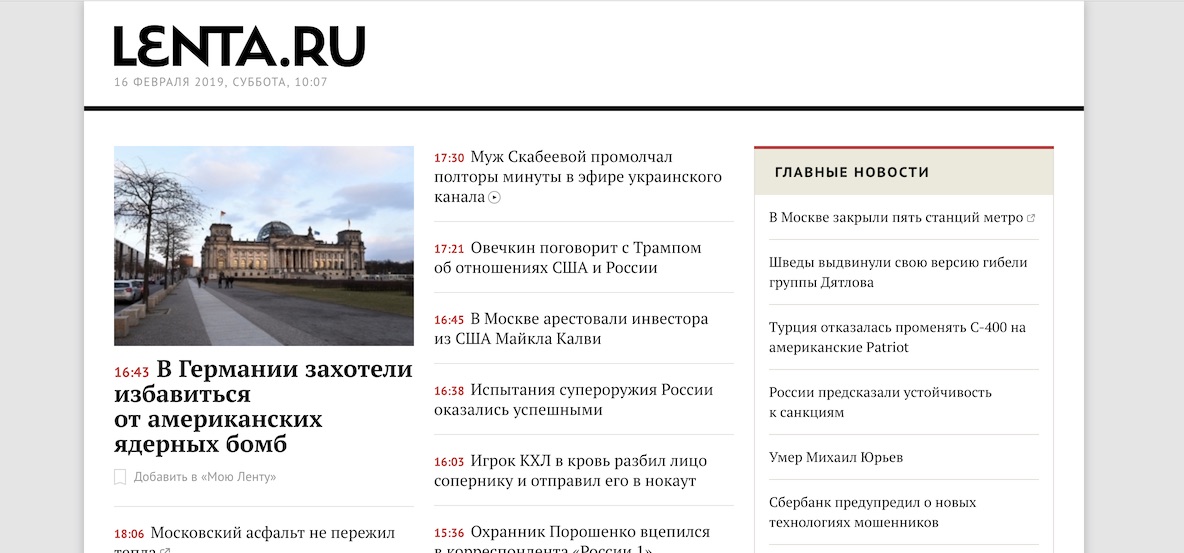 LENTA.RU
16 ФЕВРАЛЯ 2019, СУББОТА, 10:07
16:43 В Германии захотели
избавиться
от американских
ядерных бомб
Добавить в «Мою Ленту»
18:06 Московский асфальт не пережил
тепла
17:30 Муж Скабеевой промолчал
полторы минуты в эфире украинского
канала
17:21 Овечкин поговорит с Трампом
об отношениях США и России
16:45 В Москве арестовали инвестора
из США Майкла Калви
16:38 Испытания супероружия России
оказались успешными
16:03 Игрок КХЛ в кровь разбил лицо
сопернику и отправил его в нокаут
15:36 Охранник Порошенко вцепился
в корреспондента «России 1»
ГЛАВНЫЕ НОВОСТИ
В Москве закрыли пять станций метро
Шведы выдвинули свою версию гибели
группы Дятлова
Турция отказалась променять С-400 на
американские Patriot
России предсказали устойчивость
к санкциям
Умер Михаил Юрьев
Сбербанк предупредил о новых
технологиях мошенников